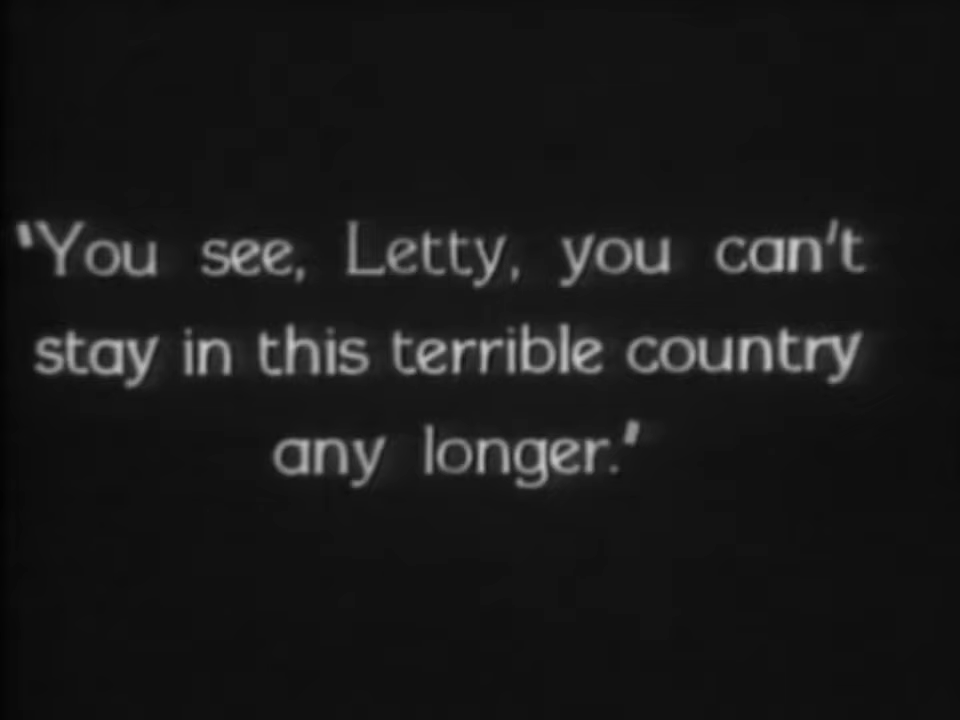 'You see, Letty, you can't
stay in this terrible country
any longer.'